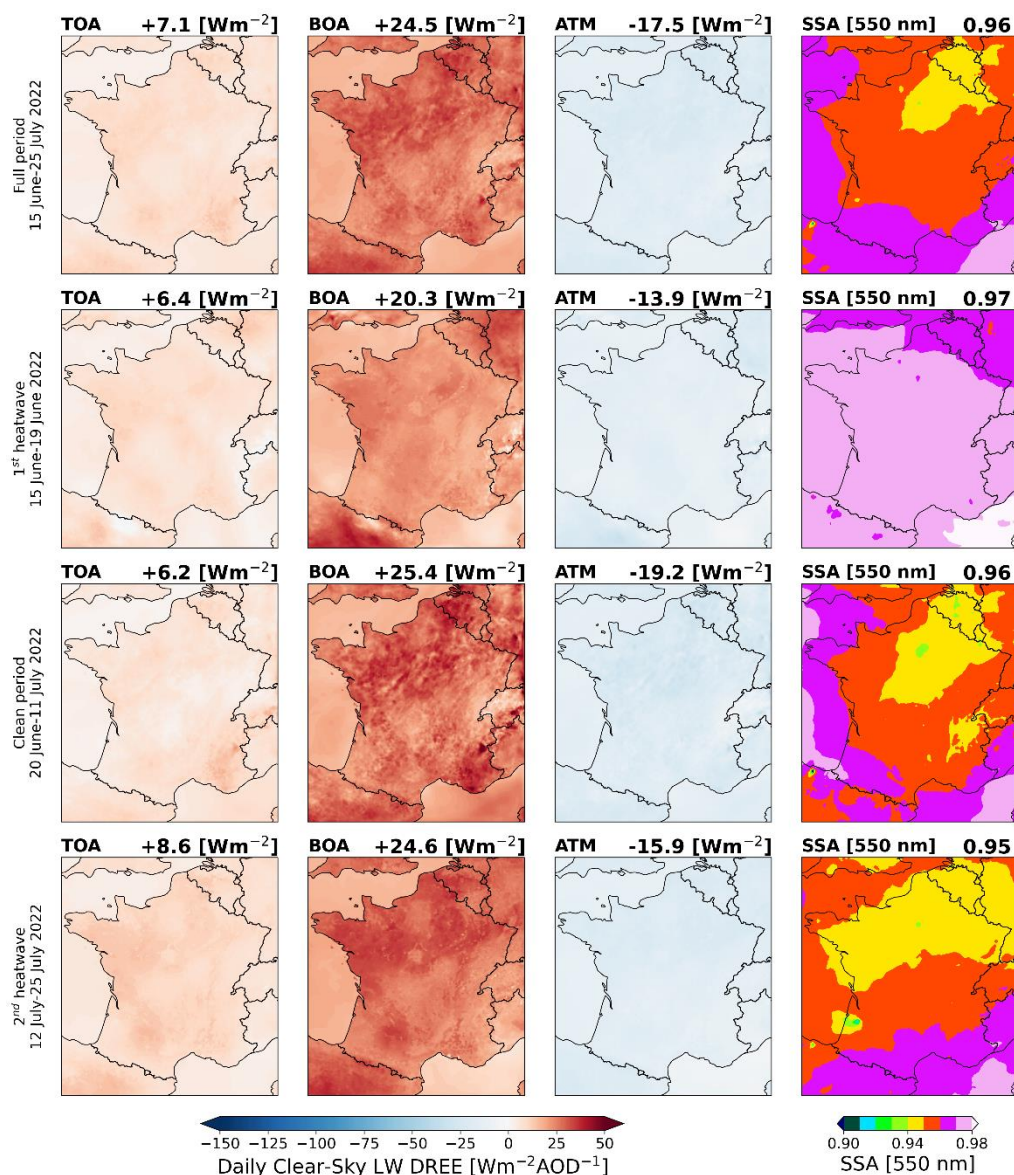 TOA +7.1 [Wm⁻²] BOA +24.5 [Wm⁻²] ATM -17.5 [Wm⁻²] SSA [550 nm] 0.96
Full period
15 June-25 July 2022
TOA +6.4 [Wm⁻²] BOA +20.3 [Wm⁻²] ATM -13.9 [Wm⁻²] SSA [550 nm] 0.97
1ˢᵗ heatwave
15 June-19 June 2022
TOA +6.2 [Wm⁻²] BOA +25.4 [Wm⁻²] ATM -19.2 [Wm⁻²] SSA [550 nm] 0.96
Clean period
20 June-11 July 2022
TOA +8.6 [Wm⁻²] BOA +24.6 [Wm⁻²] ATM -15.9 [Wm⁻²] SSA [550 nm] 0.95
2ⁿᵈ heatwave
12 July-25 July 2022
−150 −125 −100 −75 −50 −25 0 25 50
Daily Clear-Sky LW DREE [Wm⁻²AOD⁻¹]
0.90 0.94 0.98
SSA [550 nm]